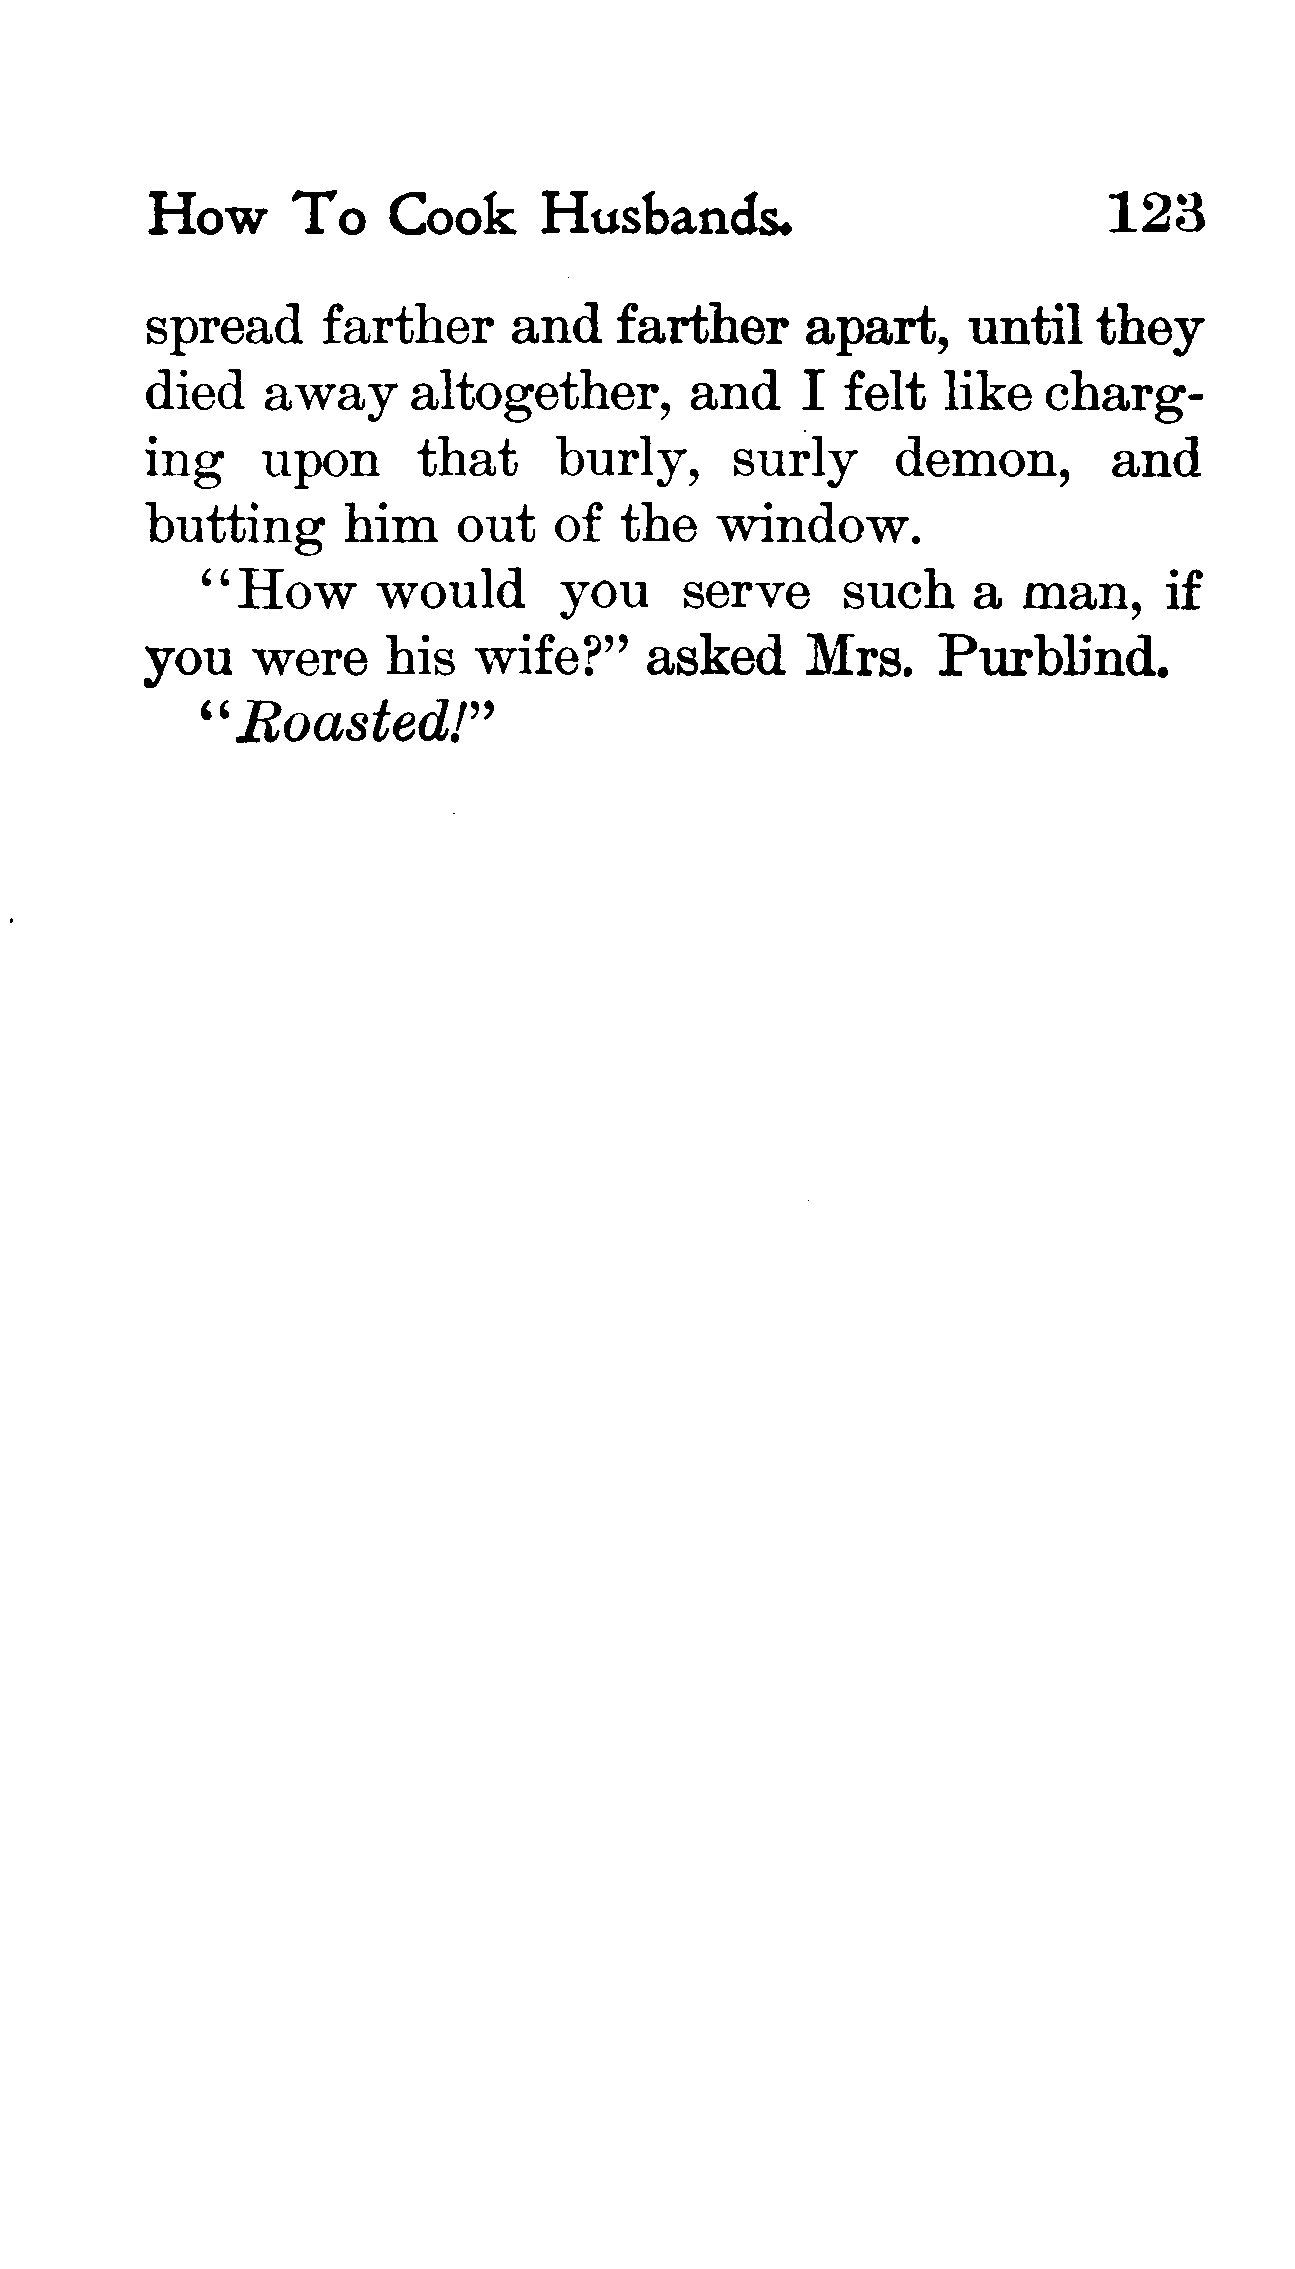 How To Cook Husbands. 123
spread farther and farther apart, until they
died away altogether, and I felt like charg-
ing upon that burly, surly demon, and
butting him out of the window.
“How would you serve such a man, if
you were his wife?” asked Mrs. Purblind.
“Roasted!”